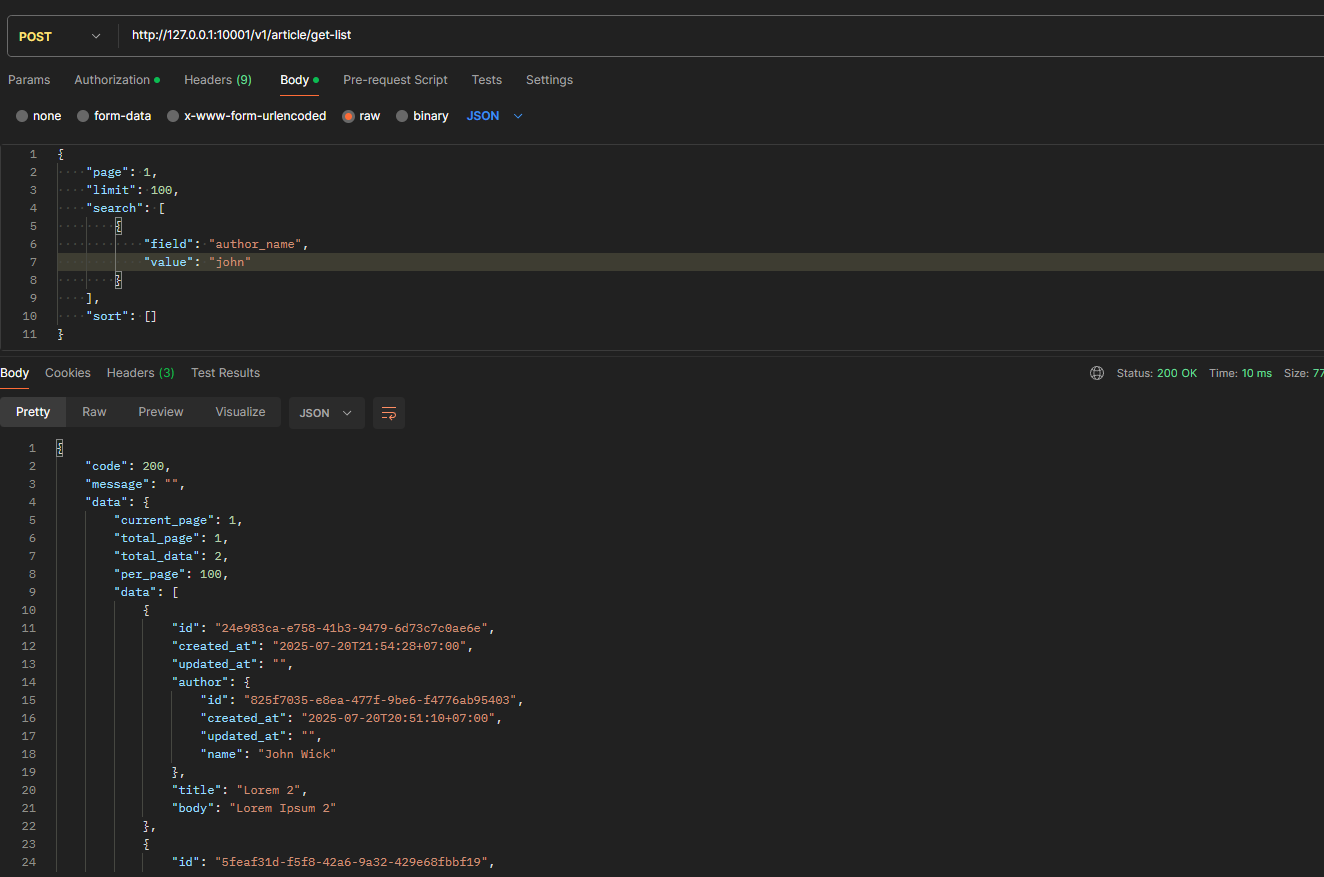 POST http://127.0.0.1:10001/v1/article/get-list
Params Authorization Headers (9) Body Pre-request Script Tests Settings
none form-data x-www-form-urlencoded raw binary JSON
1 {
2 "page": 1,
3 "limit": 100,
4 "search": [
5 {
6 "field": "author_name",
7 "value": "john"
8 }
9 ],
10 "sort": []
11 }
Body Cookies Headers (3) Test Results Status: 200 OK Time: 10 ms Size: 77
Pretty Raw Preview Visualize JSON
1 {
2 "code": 200,
3 "message": "",
4 "data": {
5 "current_page": 1,
6 "total_page": 1,
7 "total_data": 2,
8 "per_page": 100,
9 "data": [
10 {
11 "id": "24e983ca-e758-41b3-9479-6d73c7c0ae6e",
12 "created_at": "2025-07-20T21:54:28+07:00",
13 "updated_at": "",
14 "author": {
15 "id": "825f7035-e8ea-477f-9be6-f4776ab95403",
16 "created_at": "2025-07-20T20:51:10+07:00",
17 "updated_at": "",
18 "name": "John Wick"
19 },
20 "title": "Lorem 2",
21 "body": "Lorem Ipsum 2"
22 },
23 {
24 "id": "5feaf31d-f5f8-42a6-9a32-429e68fbbf19",